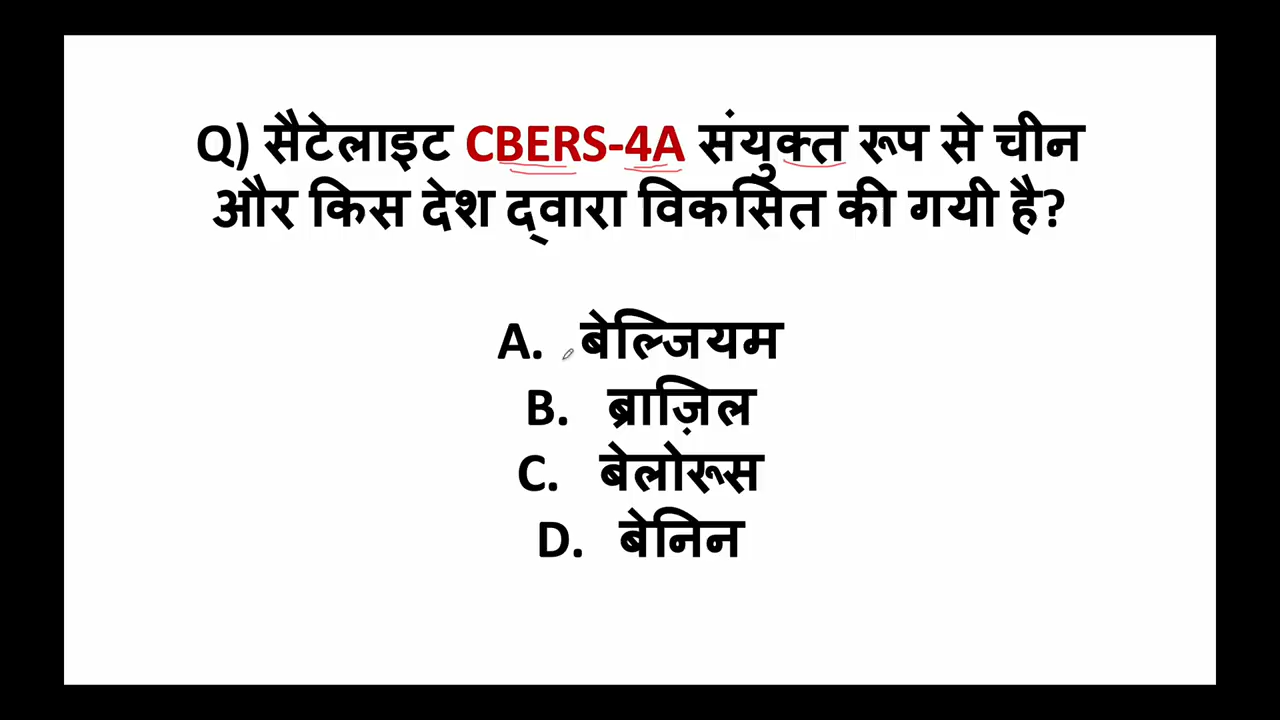 Q) सैटेलाइट CBERS-4A संयुक्त रूप से चीन
और किस देश द्वारा विकसित की गयी है?
A. बेल्जियम
B. ब्राज़िल
C. बेलोरूस
D. बेनिन